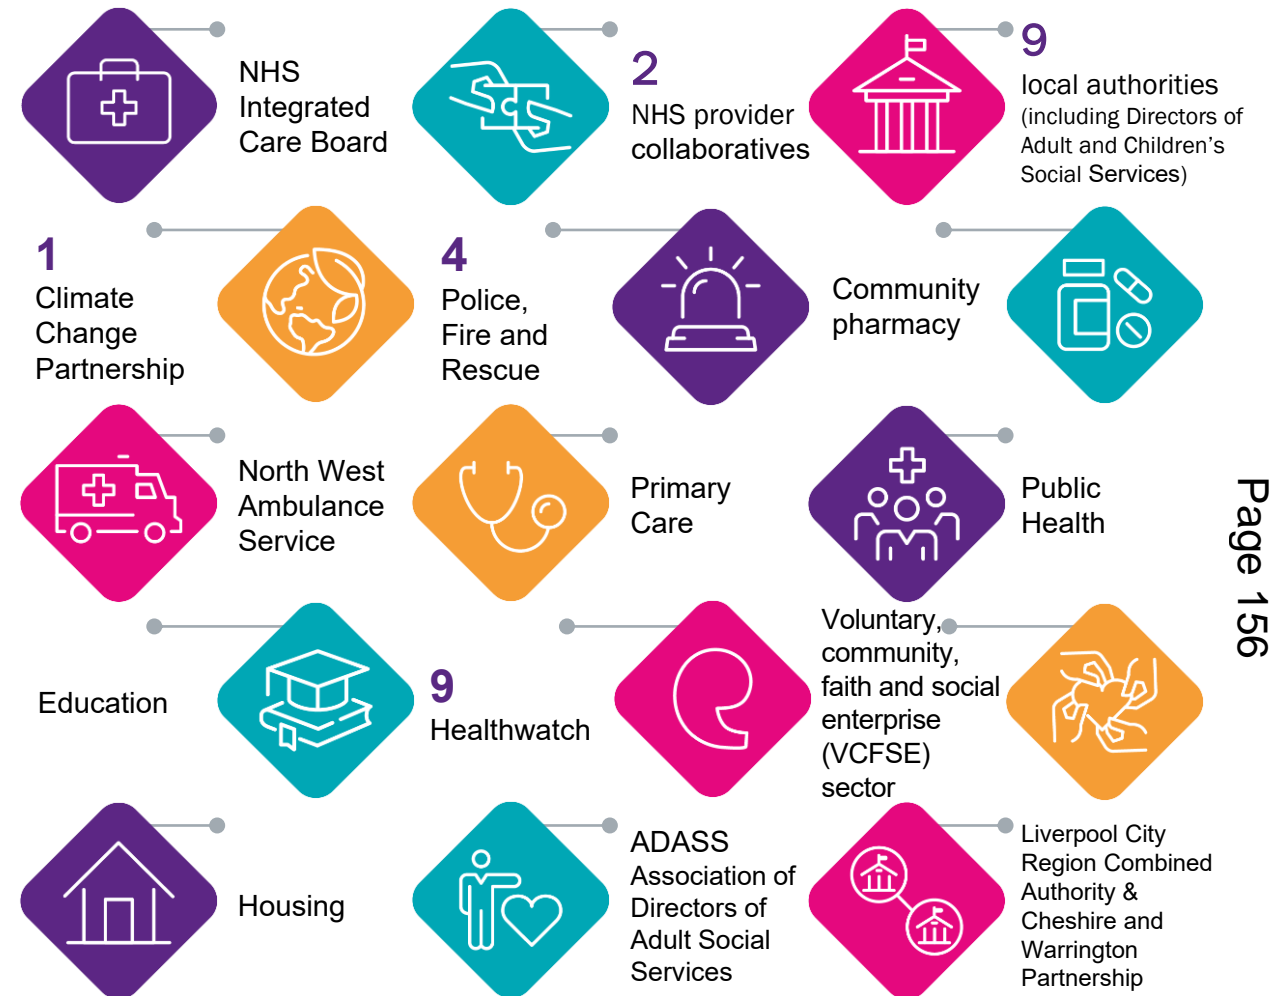 NHS
Integrated
Care Board
2
NHS provider
collaboratives
9
local authorities
(including Directors of
Adult and Children’s
Social Services)
1
Climate
Change
Partnership
4
Police,
Fire and
Rescue
Community
pharmacy
North West
Ambulance
Service
Primary
Care
Public
Health
Education
9
Healthwatch
Voluntary,
community,
faith and social
enterprise
(VCFSE)
sector
Housing
ADASS
Association of
Directors of
Adult Social
Services
Liverpool City
Region Combined
Authority &
Cheshire and
Warrington
Partnership
Page 156